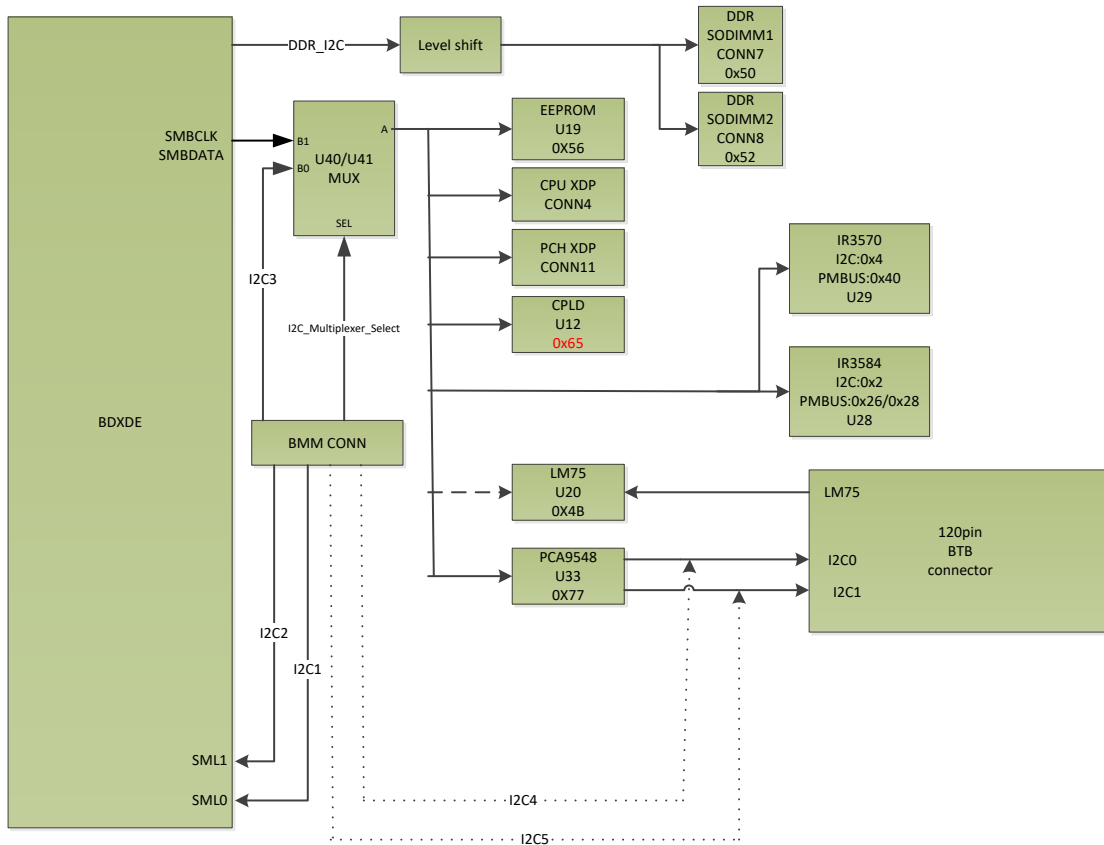 DDR_I2C
Level shift
DDR
SODIMM1
CONN7
0x50
DDR
SODIMM2
CONN8
0x52
SMBCLK
SMBDATA
B1
B0
A
U40/U41
MUX
SEL
EEPROM
U19
0X56
CPU XDP
CONN4
PCH XDP
CONN11
CPLD
U12
0x65
IR3570
I2C:0x4
PMBUS:0x40
U29
IR3584
I2C:0x2
PMBUS:0x26/0x28
U28
I2C3
I2C_Multiplexer_Select
BDXDE
BMM CONN
LM75
U20
0X4B
LM75
120pin
BTB
connector
I2C0
I2C1
PCA9548
U33
0X77
I2C2
I2C1
SML1
SML0
I2C4
I2C5